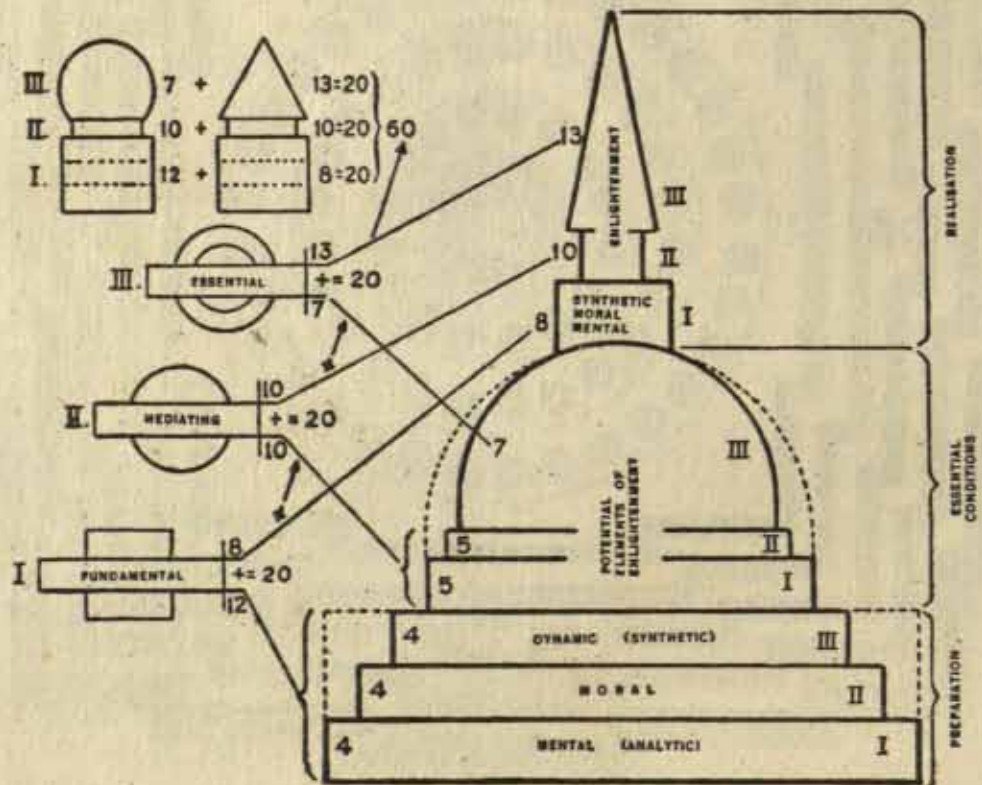 III. 7 + 13=20
II. 10 + 10=20 60
I. 12 + 8=20
III. ESSENTIAL 13 += 20 7
II. MEDIATING 10 += 20 10
I FUNDAMENTAL 8 += 20 12
13 ENLIGHTEMENT III
10 II
8 SYNTHETIC I
MORAL
MENTAL
REALISATION
7 III
POTENTIAL
ELEMENTS OF
ENLIGHTENMENT
5 II
5 I
ESSENTIAL
CONDITIONS
4 DYNAMIC (SYNTHETIC) III
4 MORAL II
4 MENTAL (ANALYTIC) I
PREPARATION